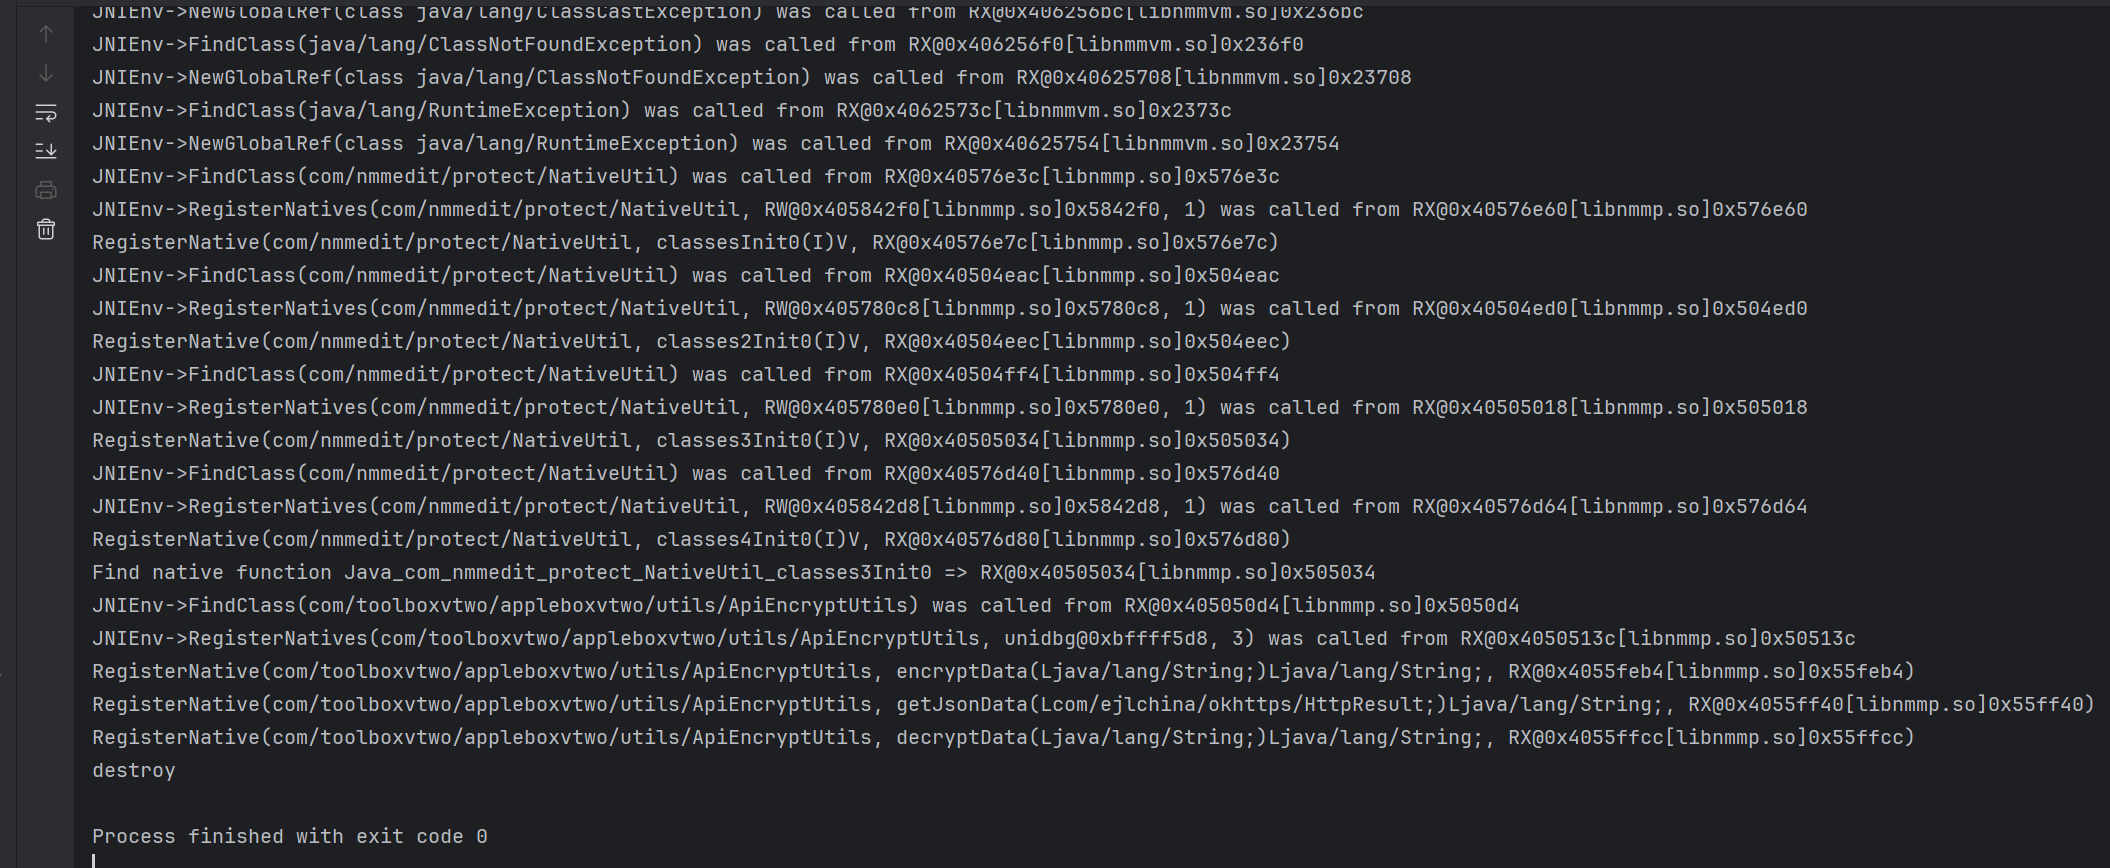 JNIEnv->NewGlobalRef(class java/lang/ClassCastException) was called from RX@0x406256bc[libnmmvm.so]0x236bc
JNIEnv->FindClass(java/lang/ClassNotFoundException) was called from RX@0x406256f0[libnmmvm.so]0x236f0
JNIEnv->NewGlobalRef(class java/lang/ClassNotFoundException) was called from RX@0x40625708[libnmmvm.so]0x23708
JNIEnv->FindClass(java/lang/RuntimeException) was called from RX@0x4062573c[libnmmvm.so]0x2373c
JNIEnv->NewGlobalRef(class java/lang/RuntimeException) was called from RX@0x40625754[libnmmvm.so]0x23754
JNIEnv->FindClass(com/nmmedit/protect/NativeUtil) was called from RX@0x40576e3c[libnmmp.so]0x576e3c
JNIEnv->RegisterNatives(com/nmmedit/protect/NativeUtil, RW@0x405842f0[libnmmp.so]0x5842f0, 1) was called from RX@0x40576e60[libnmmp.so]0x576e60
RegisterNative(com/nmmedit/protect/NativeUtil, classesInit0(I)V, RX@0x40576e7c[libnmmp.so]0x576e7c)
JNIEnv->FindClass(com/nmmedit/protect/NativeUtil) was called from RX@0x40504eac[libnmmp.so]0x504eac
JNIEnv->RegisterNatives(com/nmmedit/protect/NativeUtil, RW@0x405780c8[libnmmp.so]0x5780c8, 1) was called from RX@0x40504ed0[libnmmp.so]0x504ed0
RegisterNative(com/nmmedit/protect/NativeUtil, classes2Init0(I)V, RX@0x40504eec[libnmmp.so]0x504eec)
JNIEnv->FindClass(com/nmmedit/protect/NativeUtil) was called from RX@0x40504ff4[libnmmp.so]0x504ff4
JNIEnv->RegisterNatives(com/nmmedit/protect/NativeUtil, RW@0x405780e0[libnmmp.so]0x5780e0, 1) was called from RX@0x40505018[libnmmp.so]0x505018
RegisterNative(com/nmmedit/protect/NativeUtil, classes3Init0(I)V, RX@0x40505034[libnmmp.so]0x505034)
JNIEnv->FindClass(com/nmmedit/protect/NativeUtil) was called from RX@0x40576d40[libnmmp.so]0x576d40
JNIEnv->RegisterNatives(com/nmmedit/protect/NativeUtil, RW@0x405842d8[libnmmp.so]0x5842d8, 1) was called from RX@0x40576d64[libnmmp.so]0x576d64
RegisterNative(com/nmmedit/protect/NativeUtil, classes4Init0(I)V, RX@0x40576d80[libnmmp.so]0x576d80)
Find native function Java_com_nmmedit_protect_NativeUtil_classes3Init0 => RX@0x40505034[libnmmp.so]0x505034
JNIEnv->FindClass(com/toolboxvtwo/appleboxvtwo/utils/ApiEncryptUtils) was called from RX@0x405050d4[libnmmp.so]0x5050d4
JNIEnv->RegisterNatives(com/toolboxvtwo/appleboxvtwo/utils/ApiEncryptUtils, unidbg@0xbffff5d8, 3) was called from RX@0x4050513c[libnmmp.so]0x50513c
RegisterNative(com/toolboxvtwo/appleboxvtwo/utils/ApiEncryptUtils, encryptData(Ljava/lang/String;)Ljava/lang/String;, RX@0x4055feb4[libnmmp.so]0x55feb4)
RegisterNative(com/toolboxvtwo/appleboxvtwo/utils/ApiEncryptUtils, getJsonData(Lcom/ejlchina/okhttps/HttpResult;)Ljava/lang/String;, RX@0x4055ff40[libnmmp.so]0x55ff40)
RegisterNative(com/toolboxvtwo/appleboxvtwo/utils/ApiEncryptUtils, decryptData(Ljava/lang/String;)Ljava/lang/String;, RX@0x4055ffcc[libnmmp.so]0x55ffcc)
destroy
Process finished with exit code 0